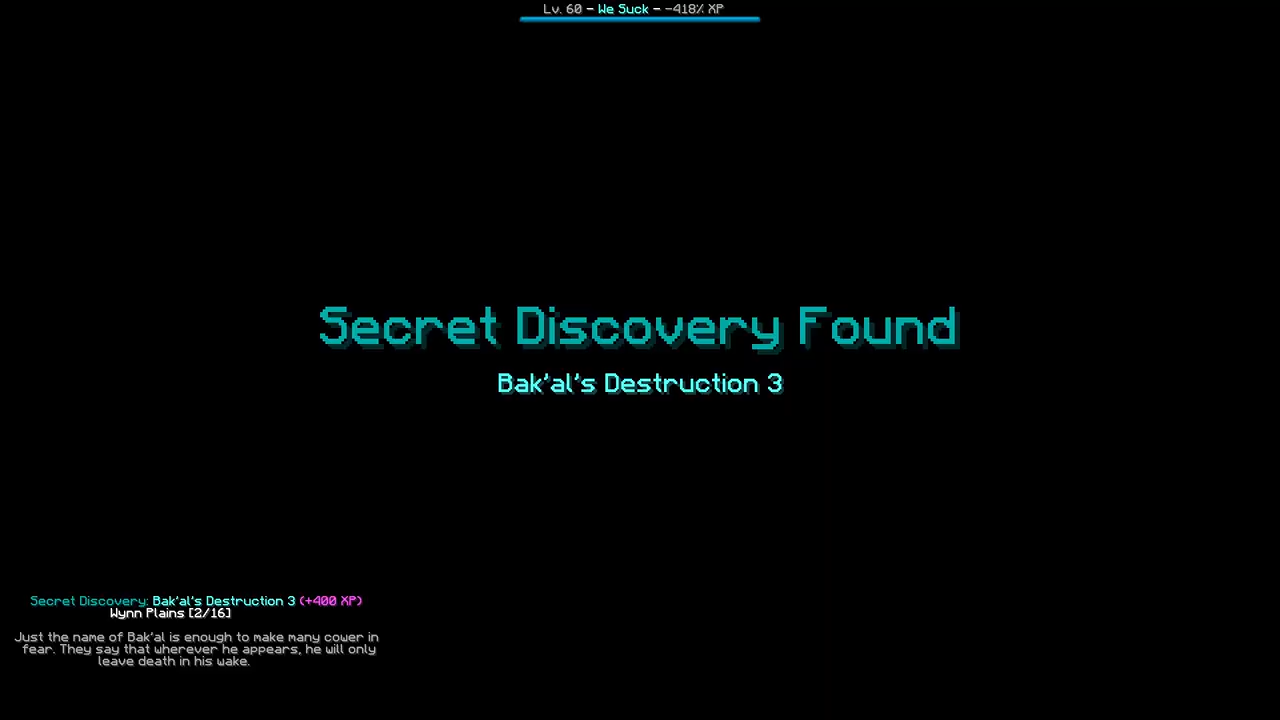 Lv. 60 - We Suck - -418% XP
Secret Discovery Found
Bak'al's Destruction 3
Secret Discovery: Bak'al's Destruction 3 (+400 XP)
Wynn Plains [2/16]
Just the name of Bak'al is enough to make many cower in
fear. They say that wherever he appears, he will only
leave death in his wake.